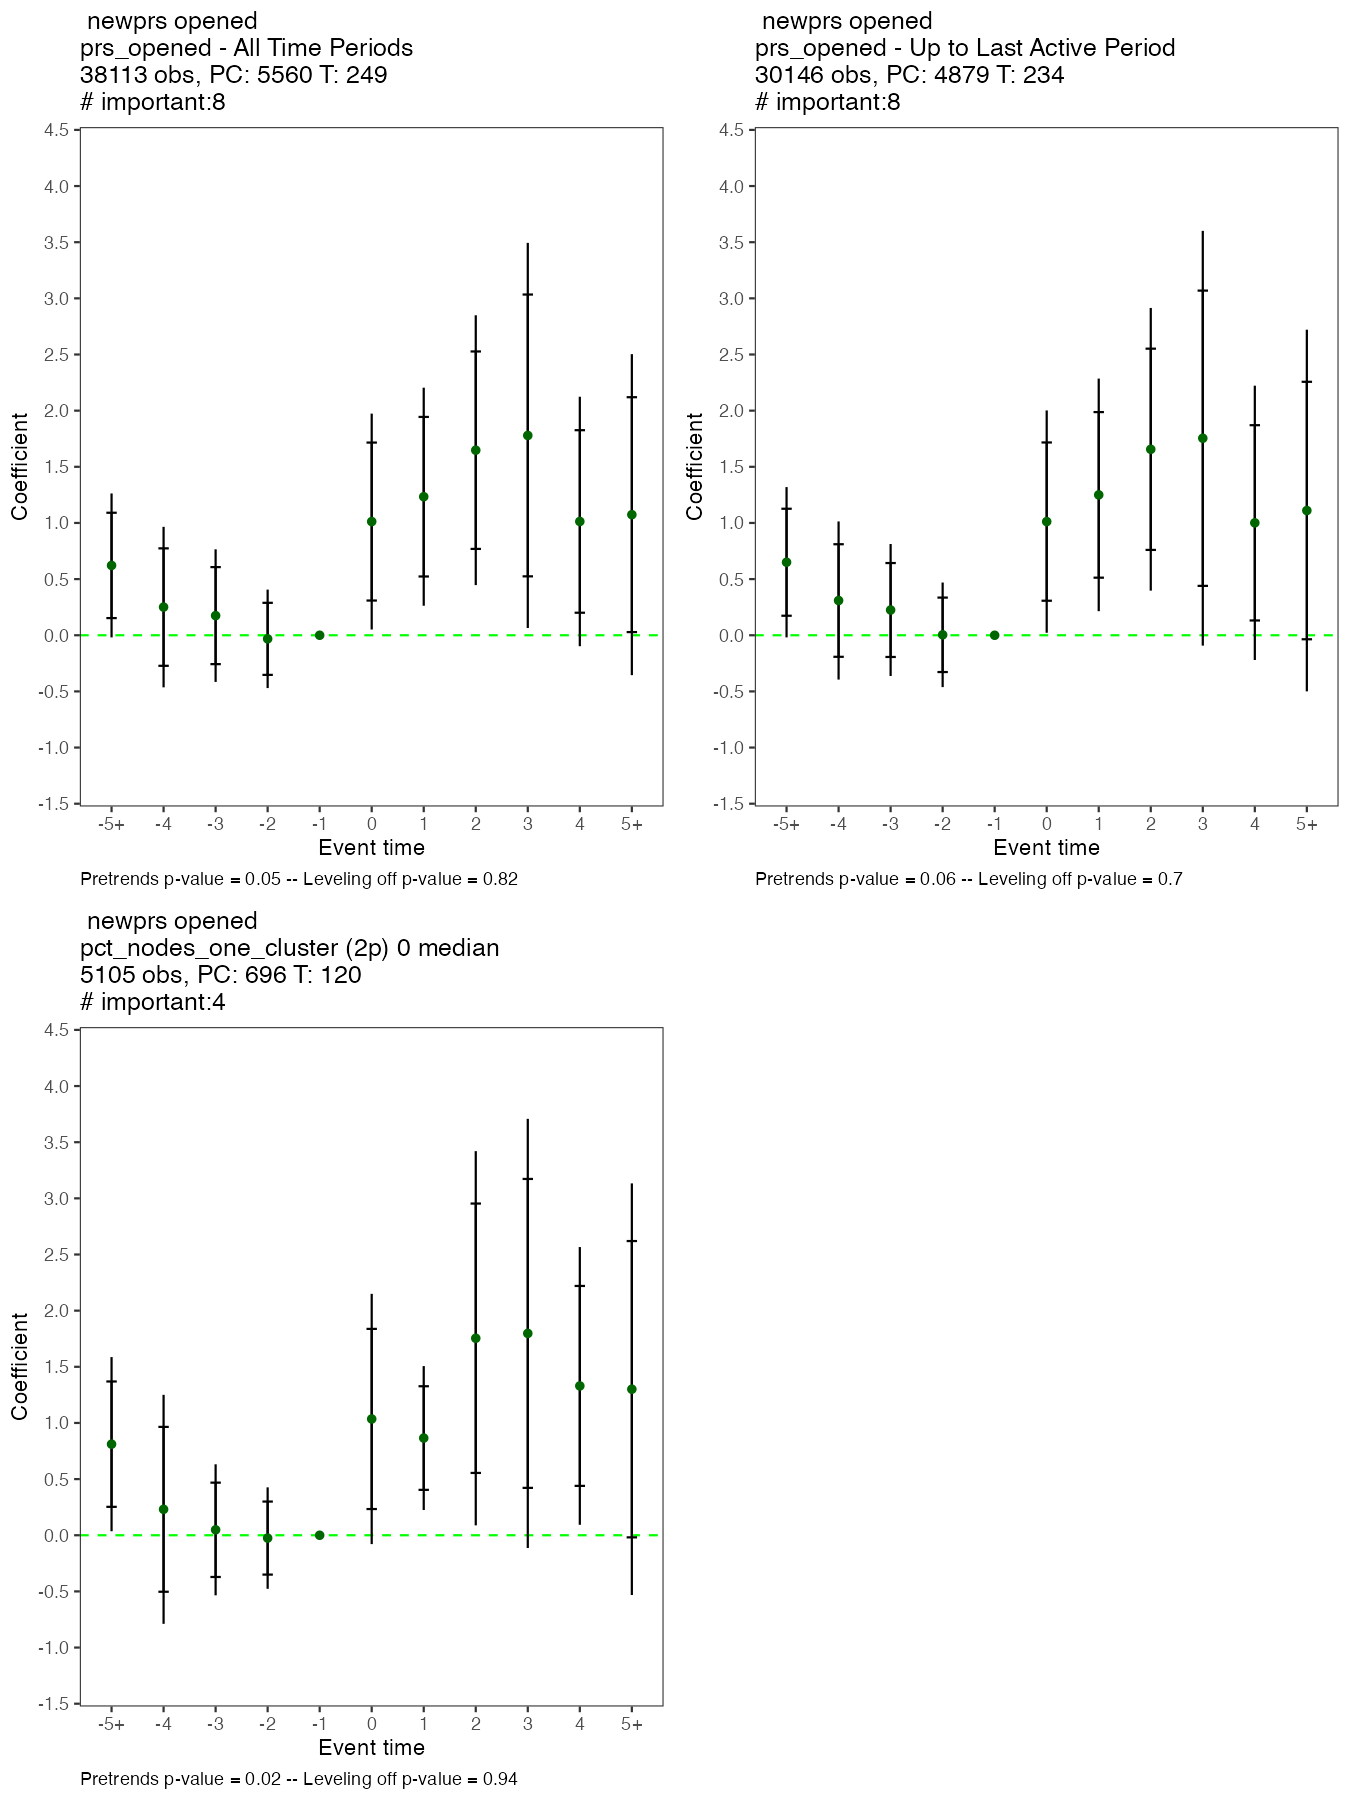 newprs opened
prs_opened - All Time Periods
38113 obs, PC: 5560 T: 249
# important:8
4.5
4.0
3.5
3.0
2.5
2.0
1.5
1.0
0.5
0.0
-0.5
-1.0
-1.5
Coefficient
-5+ -4 -3 -2 -1 0 1 2 3 4 5+
Event time
Pretrends p-value = 0.05 -- Leveling off p-value = 0.82
newprs opened
prs_opened - Up to Last Active Period
30146 obs, PC: 4879 T: 234
# important:8
4.5
4.0
3.5
3.0
2.5
2.0
1.5
1.0
0.5
0.0
-0.5
-1.0
-1.5
Coefficient
-5+ -4 -3 -2 -1 0 1 2 3 4 5+
Event time
Pretrends p-value = 0.06 -- Leveling off p-value = 0.7
newprs opened
pct_nodes_one_cluster (2p) 0 median
5105 obs, PC: 696 T: 120
# important:4
4.5
4.0
3.5
3.0
2.5
2.0
1.5
1.0
0.5
0.0
-0.5
-1.0
-1.5
Coefficient
-5+ -4 -3 -2 -1 0 1 2 3 4 5+
Event time
Pretrends p-value = 0.02 -- Leveling off p-value = 0.94